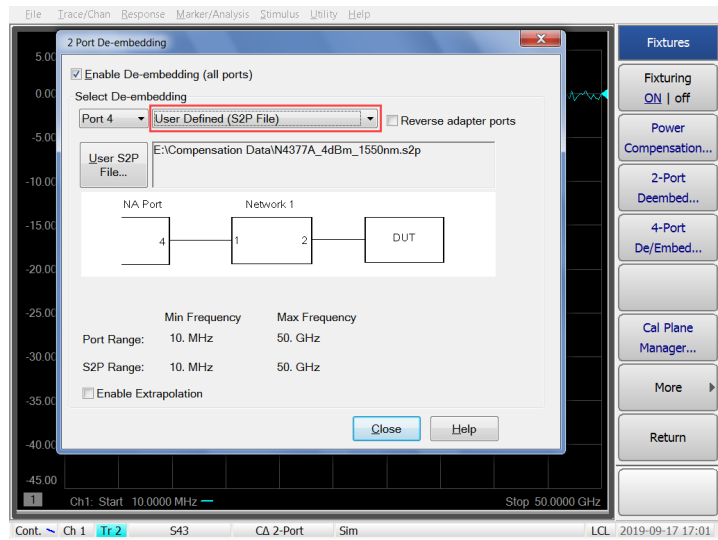 File Trace/Chan Response Marker/Analysis Stimulus Utility Help
2 Port De-embedding
Enable De-embedding (all ports)
Select De-embedding
Port 4 User Defined (S2P File) Reverse adapter ports
User S2P File...
E:\Compensation Data\N4377A_4dBm_1550nm.s2p
NA Port Network 1
4 1 2 DUT
Min Frequency Max Frequency
Port Range: 10. MHz 50. GHz
S2P Range: 10. MHz 50. GHz
Enable Extrapolation
Close Help
5.00
0.00
-5.00
-10.00
-15.00
-20.00
-25.00
-30.00
-35.00
-40.00
-45.00
1 Ch1: Start 10.0000 MHz Stop 50.0000 GHz
Fixtures
Fixturing
ON | off
Power
Compensation...
2-Port
Deembed...
4-Port
De/Embed...
Cal Plane
Manager...
More
Return
Cont. Ch 1 Tr 2 S43 CΔ 2-Port Sim LCL 2019-09-17 17:01